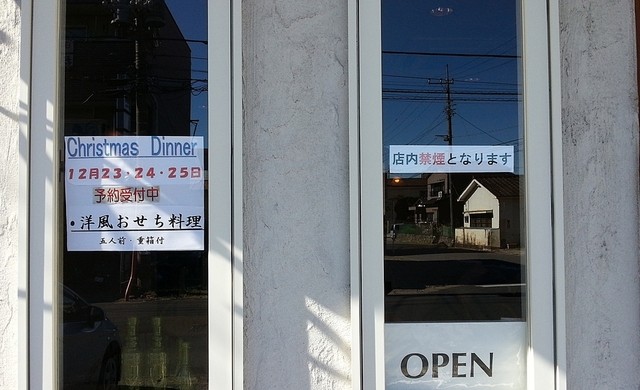 Christmas Dinner
12月23・24・25日
予約受付中
・洋風おせち料理
五人前・重箱付
店内禁煙となります
OPEN